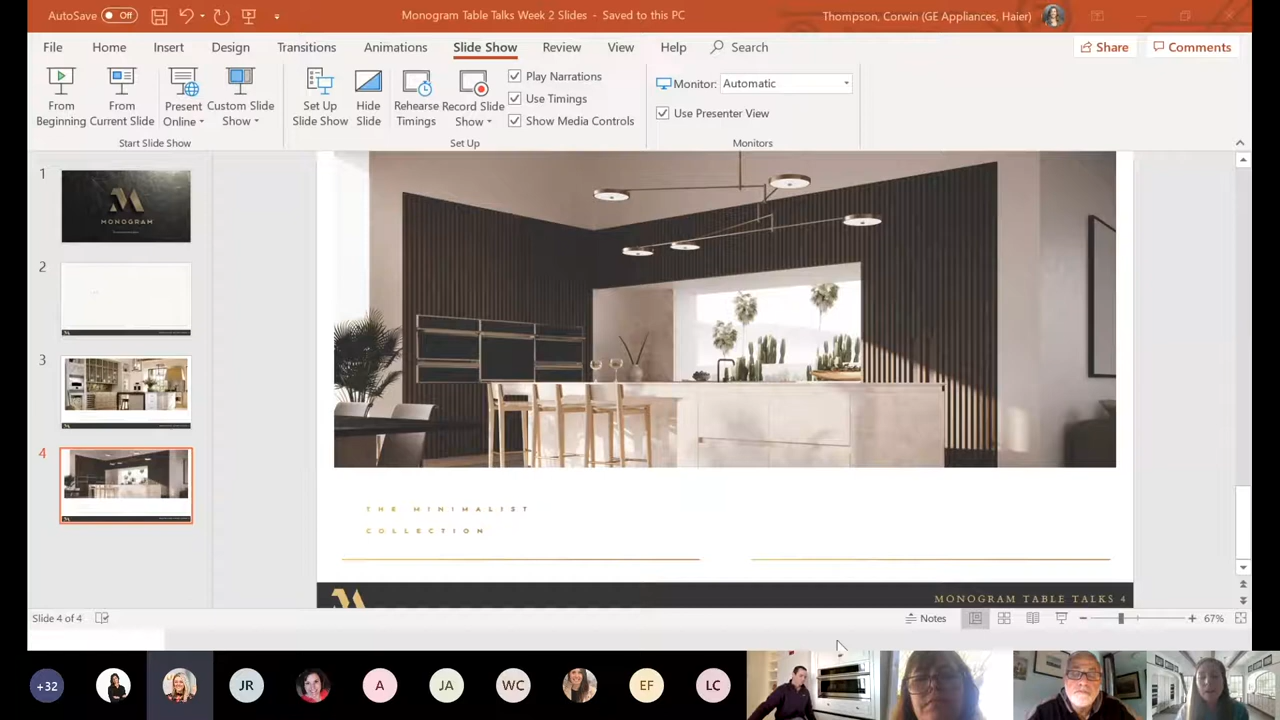 AutoSave Off Monogram Table Talks Week 2 Slides - Saved to this PC Thompson, Corwin (GE Appliances, Haier)
File Home Insert Design Transitions Animations Slide Show Review View Help Search Share Comments
From Beginning
From Current Slide
Present Online
Custom Slide Show
Set Up Slide Show
Hide Slide
Rehearse Timings
Record Slide Show
Play Narrations
Use Timings
Show Media Controls
Monitor: Automatic
Use Presenter View
Start Slide Show Set Up Monitors
1
MONOGRAM
2
3
4
THE MINIMALIST
COLLECTION
MONOGRAM TABLE TALKS 4
Slide 4 of 4 Notes 67%
+32 JR A JA WC EF LC